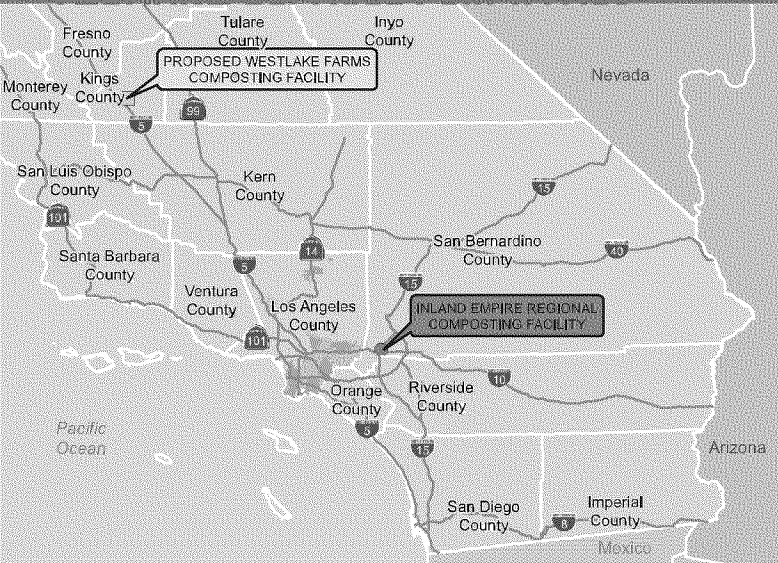 Fresno
County
Tulare
County
Inyo
County
PROPOSED WESTLAKE FARMS
COMPOSTING FACILITY
Nevada
Monterey
County
Kings
County
99
5
San Luis Obispo
County
Kern
County
15
101
14
San Bernardino
County
40
Santa Barbara
County
5
15
Ventura
County
Los Angeles
County
INLAND EMPIRE REGIONAL
COMPOSTING FACILITY
101
10
Orange
County
Riverside
County
Pacific
Ocean
5
15
Arizona
San Diego
County
Imperial
County
8
Mexico